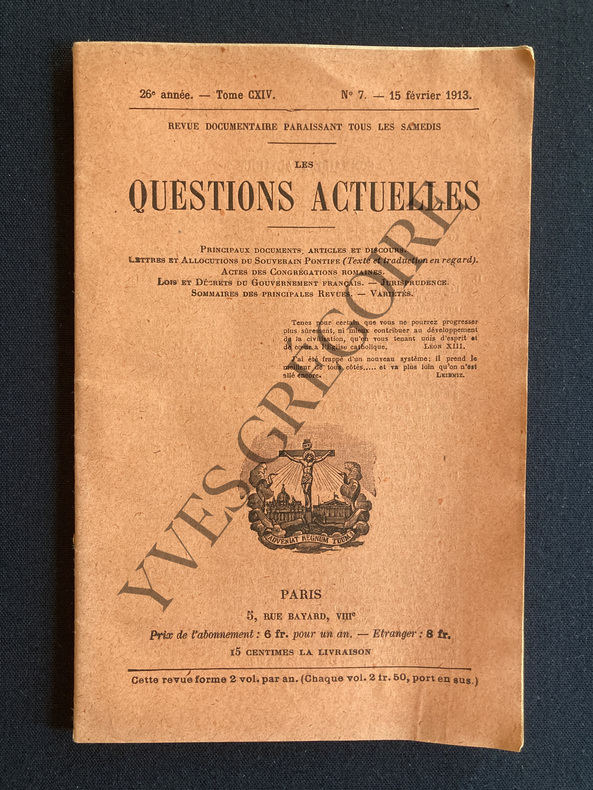 26e année. — Tome CXIV. No 7. — 15 février 1913.
REVUE DOCUMENTAIRE PARAISSANT TOUS LES SAMEDIS
LES
QUESTIONS ACTUELLES
PRINCIPAUX DOCUMENTS, ARTICLES ET DISCOURS.
LETTRES ET ALLOCUTIONS DU SOUVERAIN PONTIFE (Texte et traduction en regard).
ACTES DES CONGRÉGATIONS ROMAINES.
LOIS ET DÉCRETS DU GOUVERNEMENT FRANÇAIS. — JURISPRUDENCE.
SOMMAIRES DES PRINCIPALES REVUES. — VARIÉTÉS.
Tenez pour certain que vous ne pourrez progresser
plus sûrement, ni mieux contribuer au développement
de la civilisation, qu'en vous tenant unis d'esprit et
de cœur à l'Église catholique. LÉON XIII.
J'ai été frappé d'un nouveau système; il prend le
meilleur de tous côtés..... et va plus loin qu'on n'est
allé encore. LEIBNIZ.
ADVENIAT REGNUM TUUM
PARIS
5, RUE BAYARD, VIIIe
Prix de l'abonnement : 6 fr. pour un an. — Etranger : 8 fr.
15 CENTIMES LA LIVRAISON
Cette revue forme 2 vol. par an. (Chaque vol. 2 fr. 50, port en sus.)
YVES GRÉGOIRE